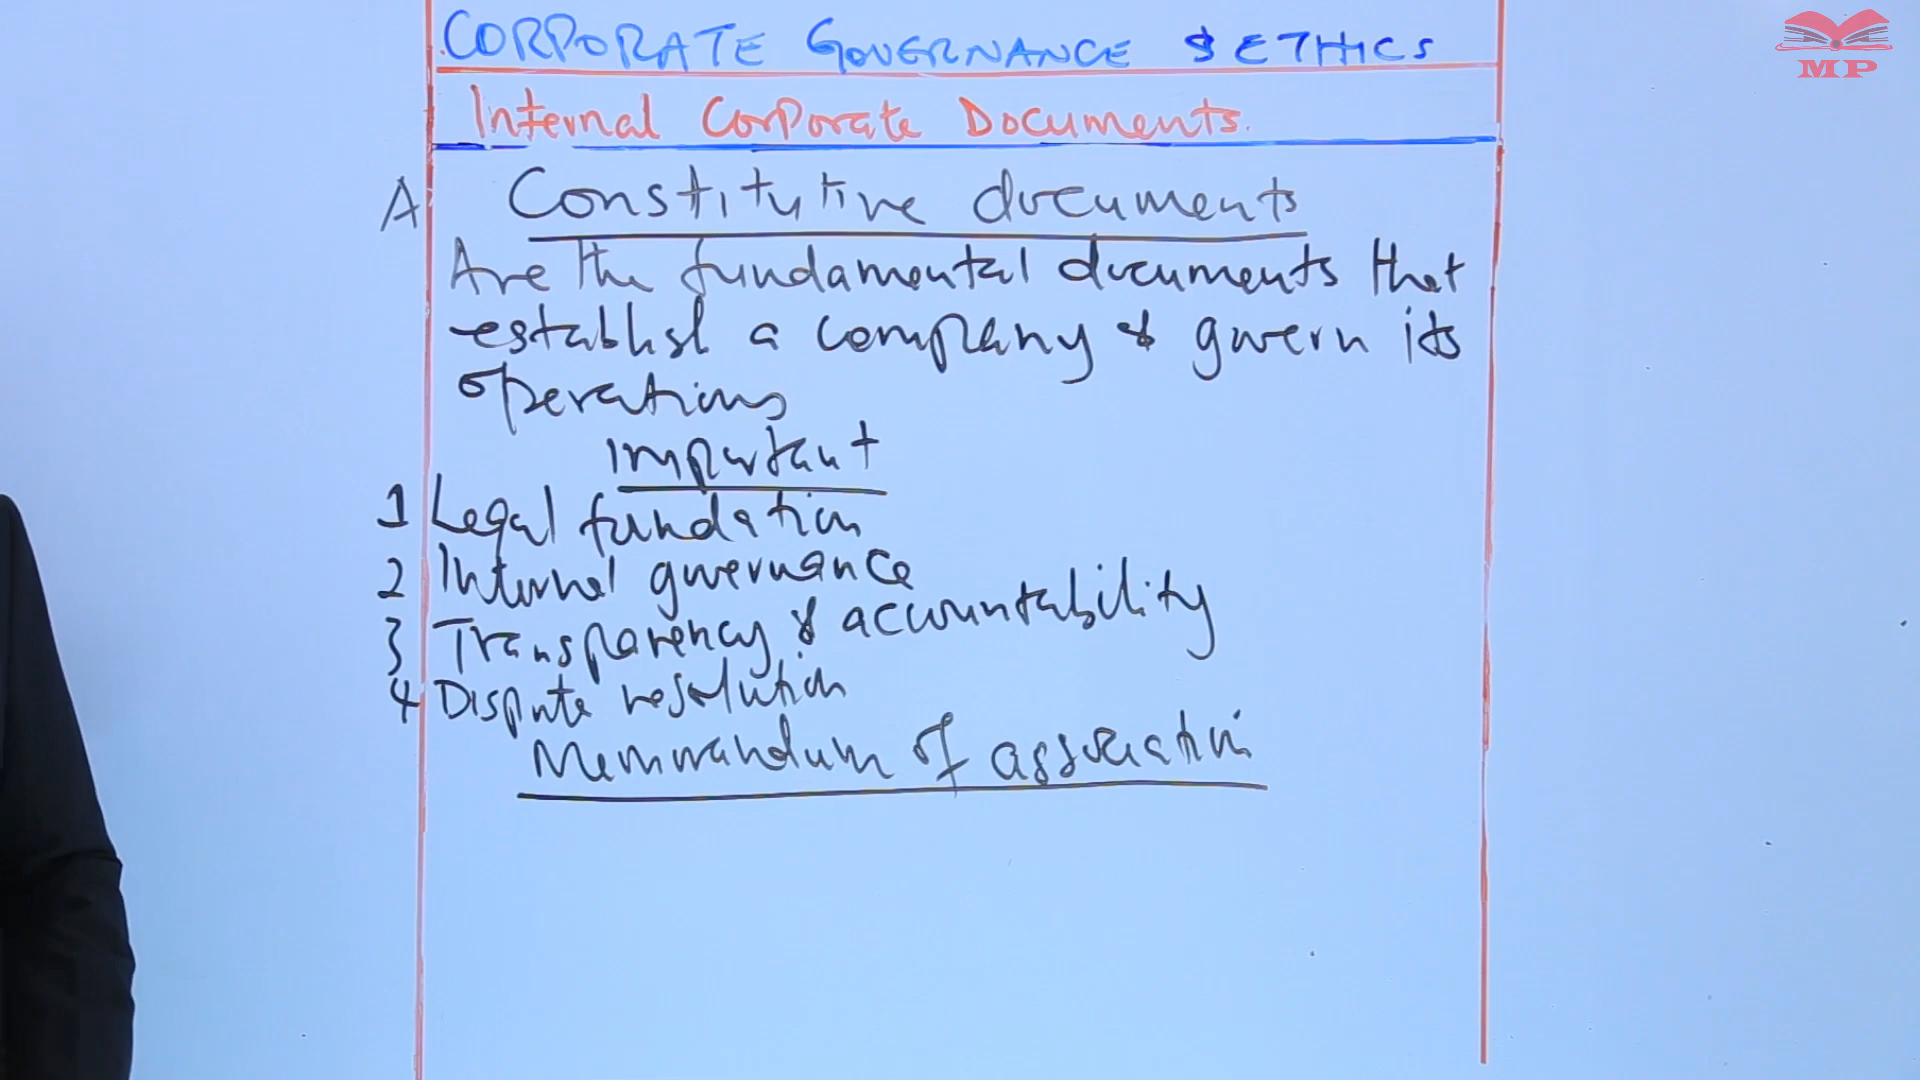 CORPORATE GOVERNANCE & ETHICS
MP
Internal Corporate Documents.
A Constitutive documents
Are the fundamental documents that
establish a company & govern its
operations
Important
1 Legal fundation
2 Internal governance
3 Transparency & accountability
4 Dispute resolution
Memorandum of association